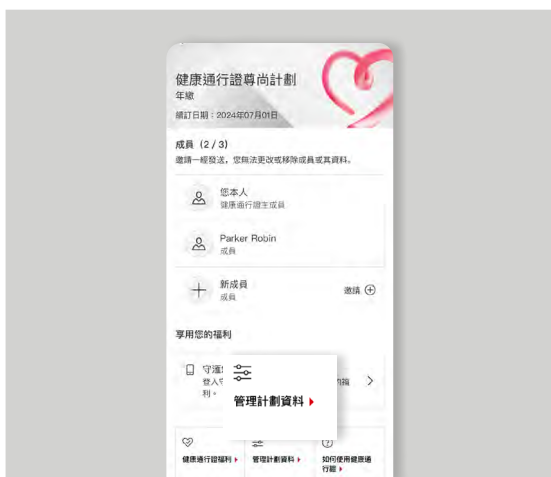 健康通行證尊尚計劃
年繳
續訂日期：2024年07月01日
成員（2 / 3）
邀請一經發送，您無法更改或移除成員或其資料。
您本人
健康通行證主成員
Parker Robin
成員
新成員
成員
邀請
享用您的福利
守滙
登入守
利。
福
管理計劃資料
健康通行證福利
管理計劃資料
如何使用健康通
行證